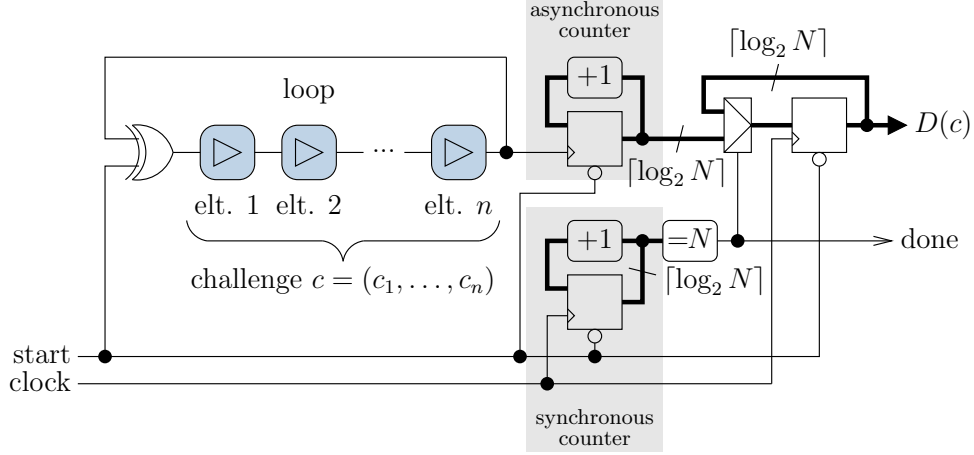 asynchronous
counter
⌈log₂ N⌉
+1
loop
D(c)
...
⌈log₂ N⌉
elt. 1 elt. 2 elt. n
+1
=N
done
challenge c = (c₁, . . . , cₙ)
⌈log₂ N⌉
start
clock
synchronous
counter